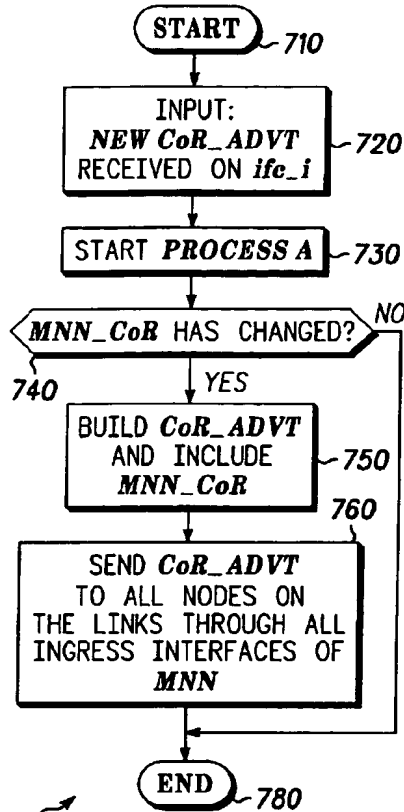 START
710
INPUT:
NEW CoR_ADVT
RECEIVED ON ifc_i
720
START PROCESS A
730
MNN_CoR HAS CHANGED?
NO
740
YES
BUILD CoR_ADVT
AND INCLUDE
MNN_CoR
750
760
SEND CoR_ADVT
TO ALL NODES ON
THE LINKS THROUGH ALL
INGRESS INTERFACES OF
MNN
END
780